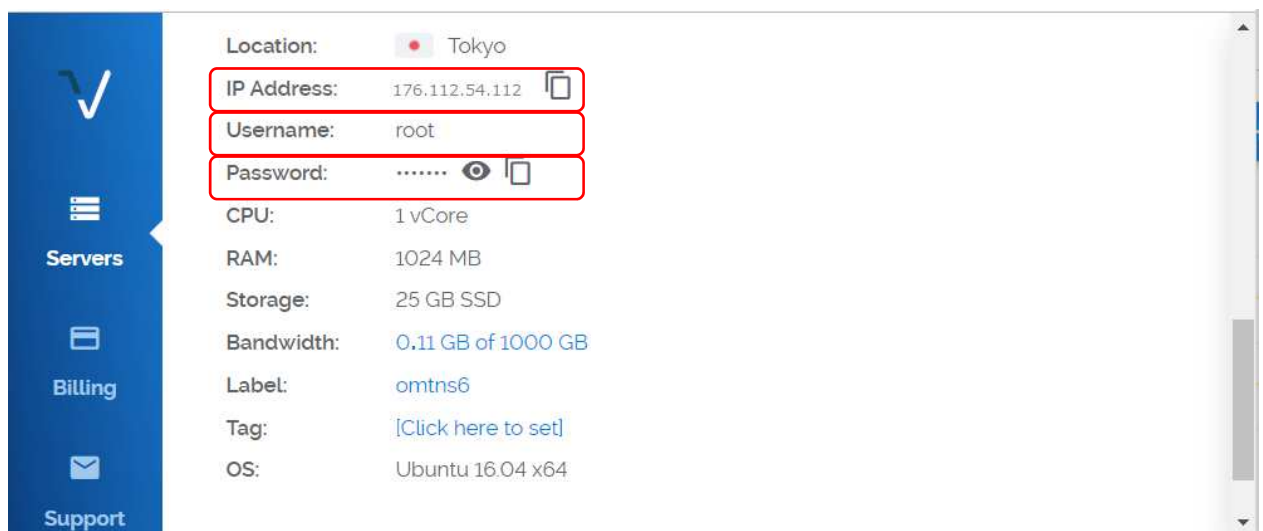 Location: Tokyo
IP Address: 176.112.54.112
Username: root
Password: ·······
CPU: 1 vCore
Servers
RAM: 1024 MB
Storage: 25 GB SSD
Bandwidth: 0.11 GB of 1000 GB
Billing
Label: omtns6
Tag: [Click here to set]
OS: Ubuntu 16.04 x64
Support